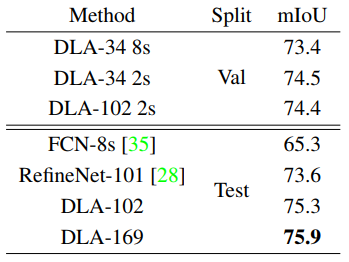 Method Split mIoU
DLA-34 8s 73.4
DLA-34 2s Val 74.5
DLA-102 2s 74.4
FCN-8s [35] 65.3
RefineNet-101 [28] 73.6
Test
DLA-102 75.3
DLA-169 75.9